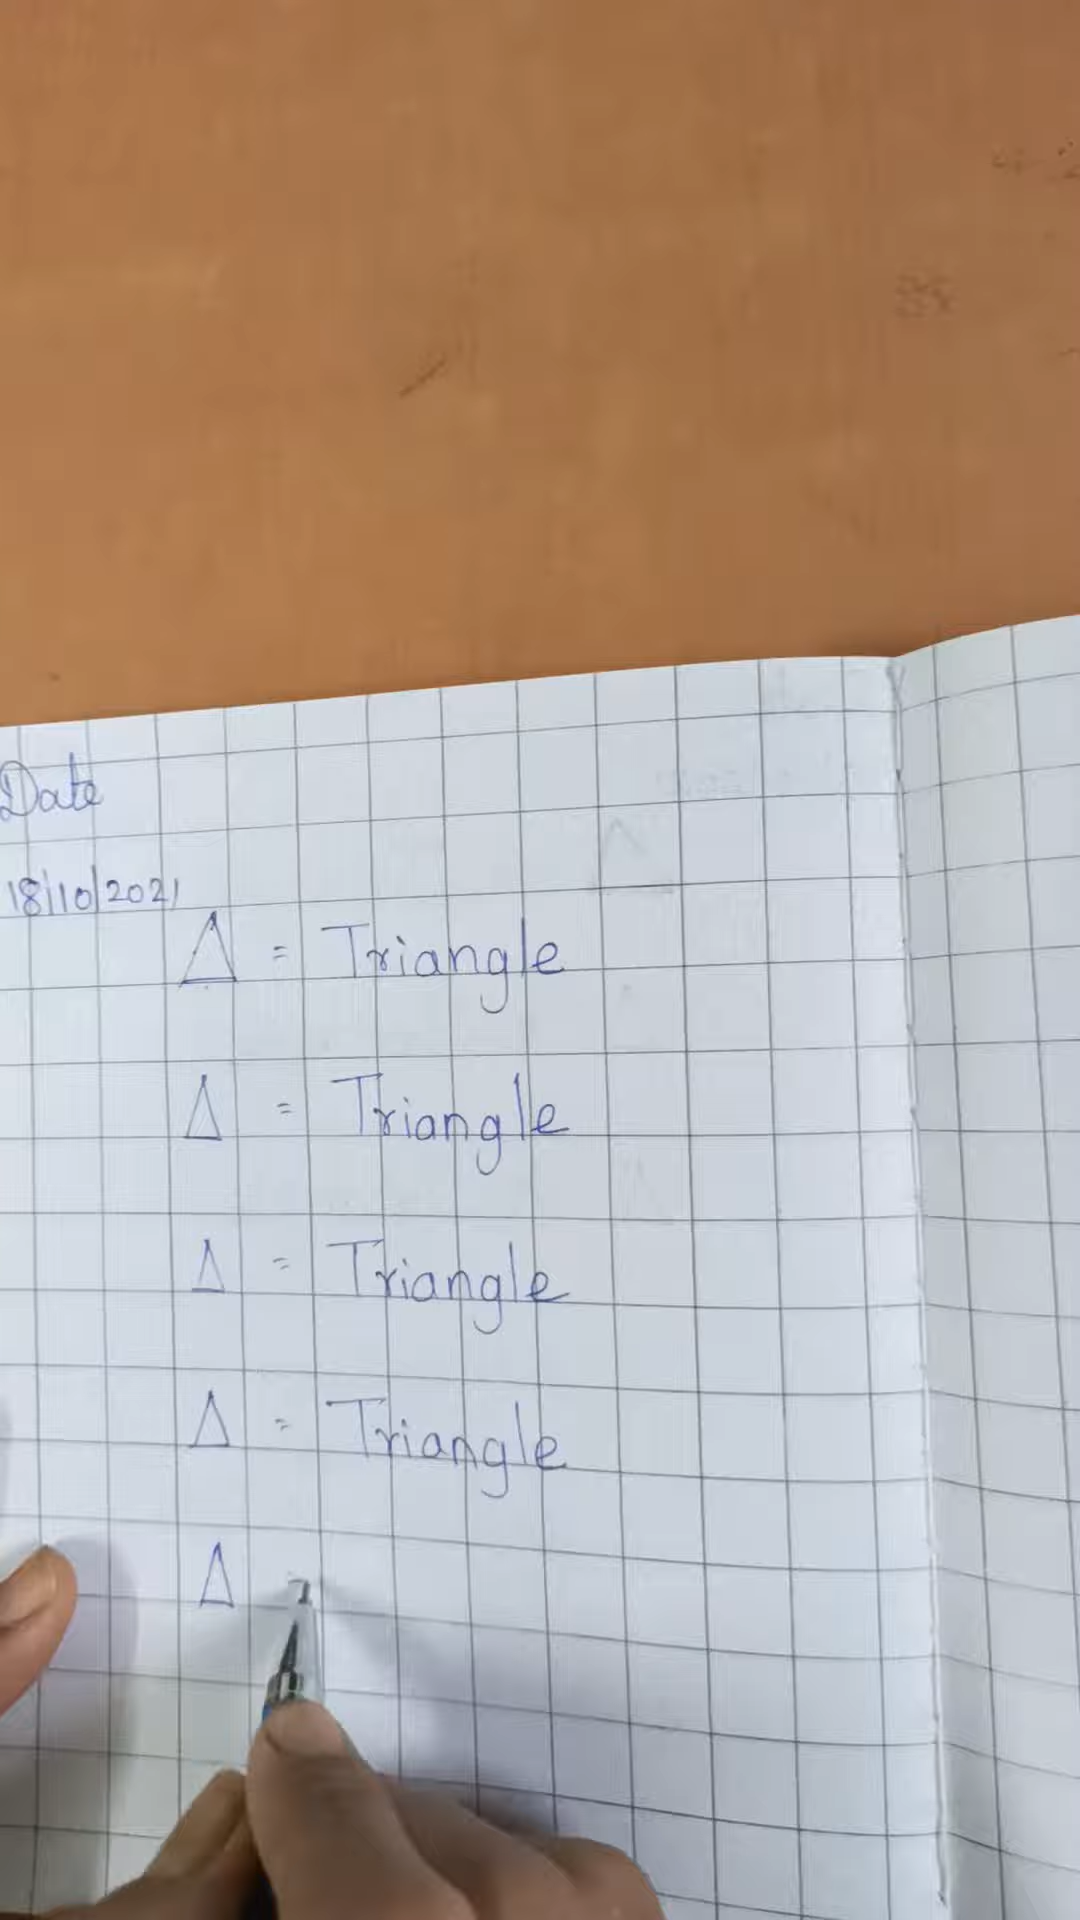 Date
18/10/2021
Δ = Triangle
Δ = Triangle
Δ = Triangle
Δ = Triangle
Δ